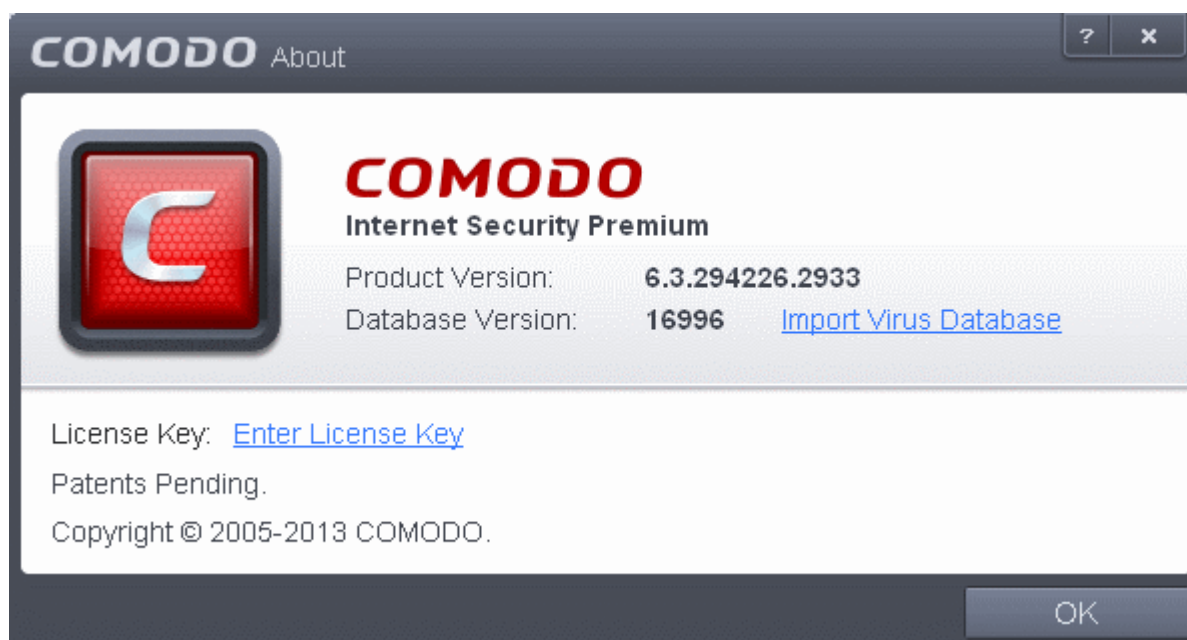 COMODO About
? x
COMODO
Internet Security Premium
Product Version: 6.3.294226.2933
Database Version: 16996 Import Virus Database
License Key: Enter License Key
Patents Pending.
Copyright © 2005-2013 COMODO.
OK